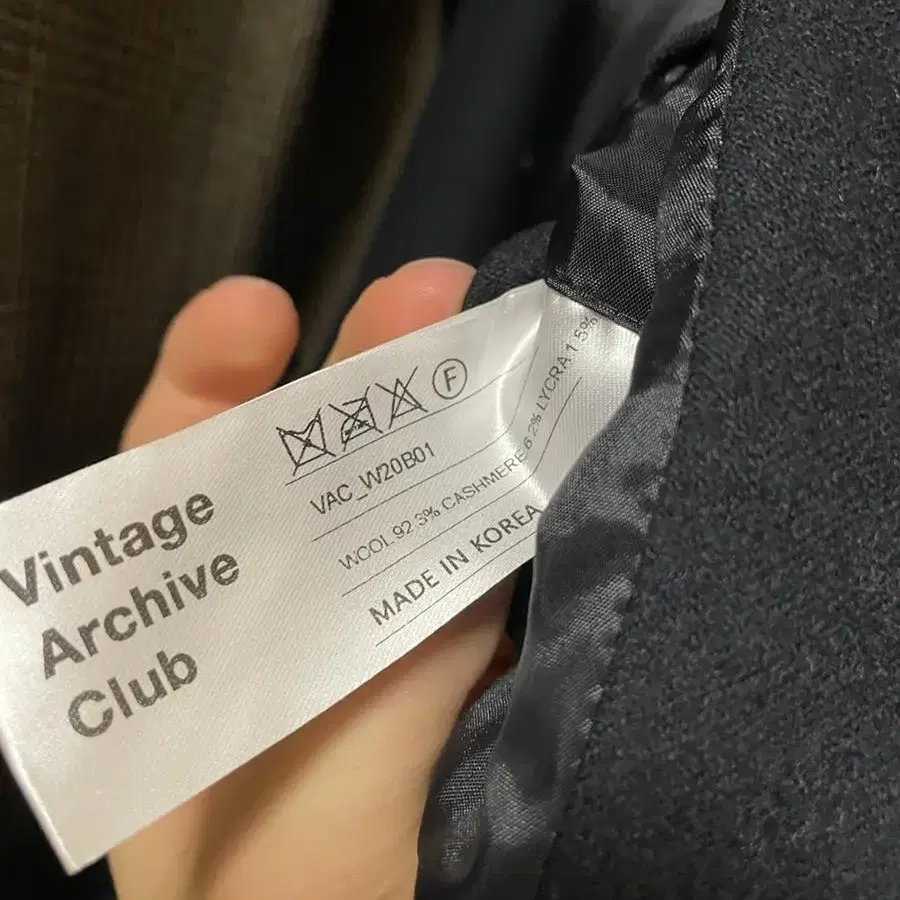 Vintage
Archive
Club
F
VAC_W20B01
WOOL 92 3% CASHMERE 6 2% LYCRA 1 5%
MADE IN KOREA